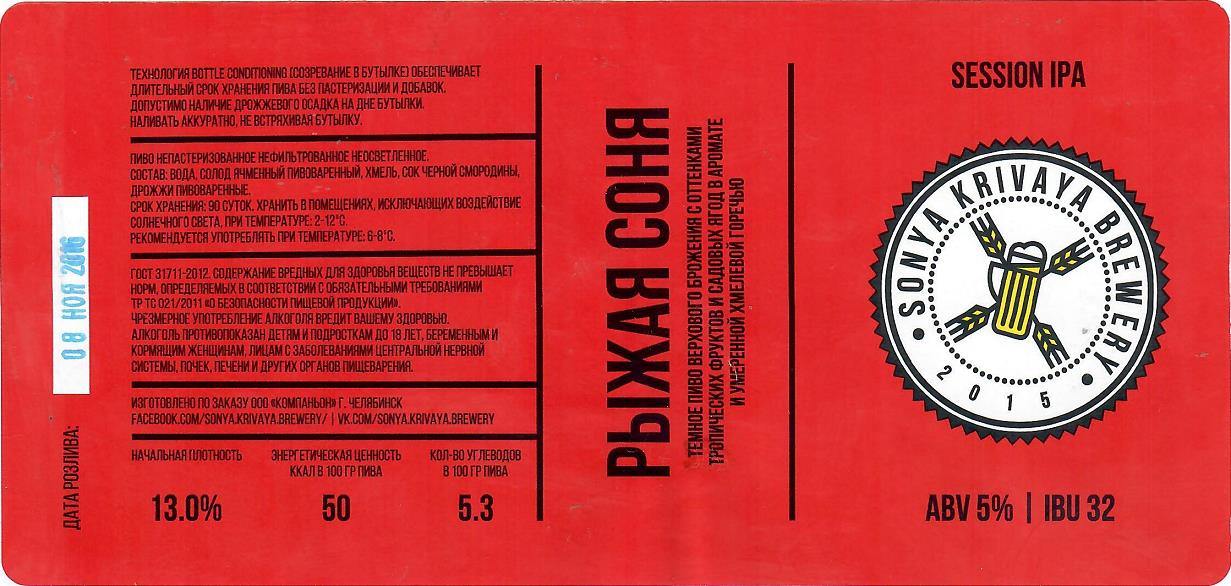 ТЕХНОЛОГИЯ BOTTLE CONDITIONING (СОЗРЕВАНИЕ В БУТЫЛКЕ) ОБЕСПЕЧИВАЕТ
ДЛИТЕЛЬНЫЙ СРОК ХРАНЕНИЯ ПИВА БЕЗ ПАСТЕРИЗАЦИИ И ДОБАВОК.
ДОПУСТИМО НАЛИЧИЕ ДРОЖЖЕВОГО ОСАДКА НА ДНЕ БУТЫЛКИ.
НАЛИВАТЬ АККУРАТНО, НЕ ВСТРЯХИВАЯ БУТЫЛКУ.
ПИВО НЕПАСТЕРИЗОВАННОЕ НЕФИЛЬТРОВАННОЕ НЕОСВЕТЛЕННОЕ.
СОСТАВ: ВОДА, СОЛОД ЯЧМЕННЫЙ ПИВОВАРЕННЫЙ, ХМЕЛЬ, СОК ЧЕРНОЙ СМОРОДИНЫ,
ДРОЖЖИ ПИВОВАРЕННЫЕ.
СРОК ХРАНЕНИЯ: 90 СУТОК, ХРАНИТЬ В ПОМЕЩЕНИЯХ, ИСКЛЮЧАЮЩИХ ВОЗДЕЙСТВИЕ
СОЛНЕЧНОГО СВЕТА, ПРИ ТЕМПЕРАТУРЕ: 2-12°C.
РЕКОМЕНДУЕТСЯ УПОТРЕБЛЯТЬ ПРИ ТЕМПЕРАТУРЕ: 6-8°C.
ГОСТ 31711-2012. СОДЕРЖАНИЕ ВРЕДНЫХ ДЛЯ ЗДОРОВЬЯ ВЕЩЕСТВ НЕ ПРЕВЫШАЕТ
НОРМ, ОПРЕДЕЛЯЕМЫХ В СООТВЕТСТВИИ С ОБЯЗАТЕЛЬНЫМИ ТРЕБОВАНИЯМИ
ТР ТС 021/2011 «О БЕЗОПАСНОСТИ ПИЩЕВОЙ ПРОДУКЦИИ».
ЧРЕЗМЕРНОЕ УПОТРЕБЛЕНИЕ АЛКОГОЛЯ ВРЕДИТ ВАШЕМУ ЗДОРОВЬЮ.
АЛКОГОЛЬ ПРОТИВОПОКАЗАН ДЕТЯМ И ПОДРОСТКАМ ДО 18 ЛЕТ, БЕРЕМЕННЫМ И
КОРМЯЩИМ ЖЕНЩИНАМ, ЛИЦАМ С ЗАБОЛЕВАНИЯМИ ЦЕНТРАЛЬНОЙ НЕРВНОЙ
СИСТЕМЫ, ПОЧЕК, ПЕЧЕНИ И ДРУГИХ ОРГАНОВ ПИЩЕВАРЕНИЯ.
ИЗГОТОВЛЕНО ПО ЗАКАЗУ ООО «КОМПАНЬОН» Г. ЧЕЛЯБИНСК
FACEBOOK.COM/SONYA.KRIVAYA.BREWERY/ | VK.COM/SONYA.KRIVAYA.BREWERY
НАЧАЛЬНАЯ ПЛОТНОСТЬ
13.0%
ЭНЕРГЕТИЧЕСКАЯ ЦЕННОСТЬ
ККАЛ В 100 ГР ПИВА
50
КОЛ-ВО УГЛЕВОДОВ
В 100 ГР ПИВА
5.3
ДАТА РОЗЛИВА:
08 НОЯ 2016
РЫЖАЯ СОНЯ
ТЕМНОЕ ПИВО ВЕРХОВОГО БРОЖЕНИЯ С ОТТЕНКАМИ
ТРОПИЧЕСКИХ ФРУКТОВ И САДОВЫХ ЯГОД В АРОМАТЕ
И УМЕРЕННОЙ ХМЕЛЕВОЙ ГОРЕЧЬЮ
SESSION IPA
• SONYA KRIVAYA BREWERY •
2015
ABV 5% | IBU 32